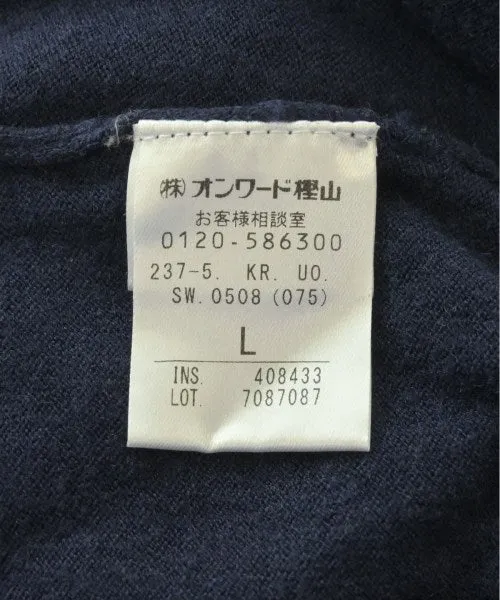 (株)オンワード樫山
お客様相談室
0120-586300
237-5. KR. UO.
SW. 0508 (075)
L
INS. 408433
LOT. 7087087